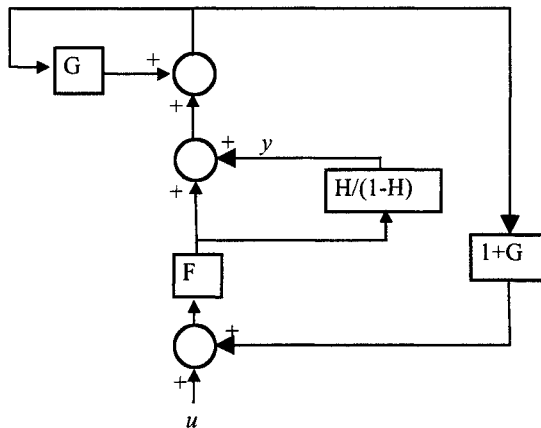 G
+
+
+
y
+
H/(1-H)
1+G
F
+
+
u